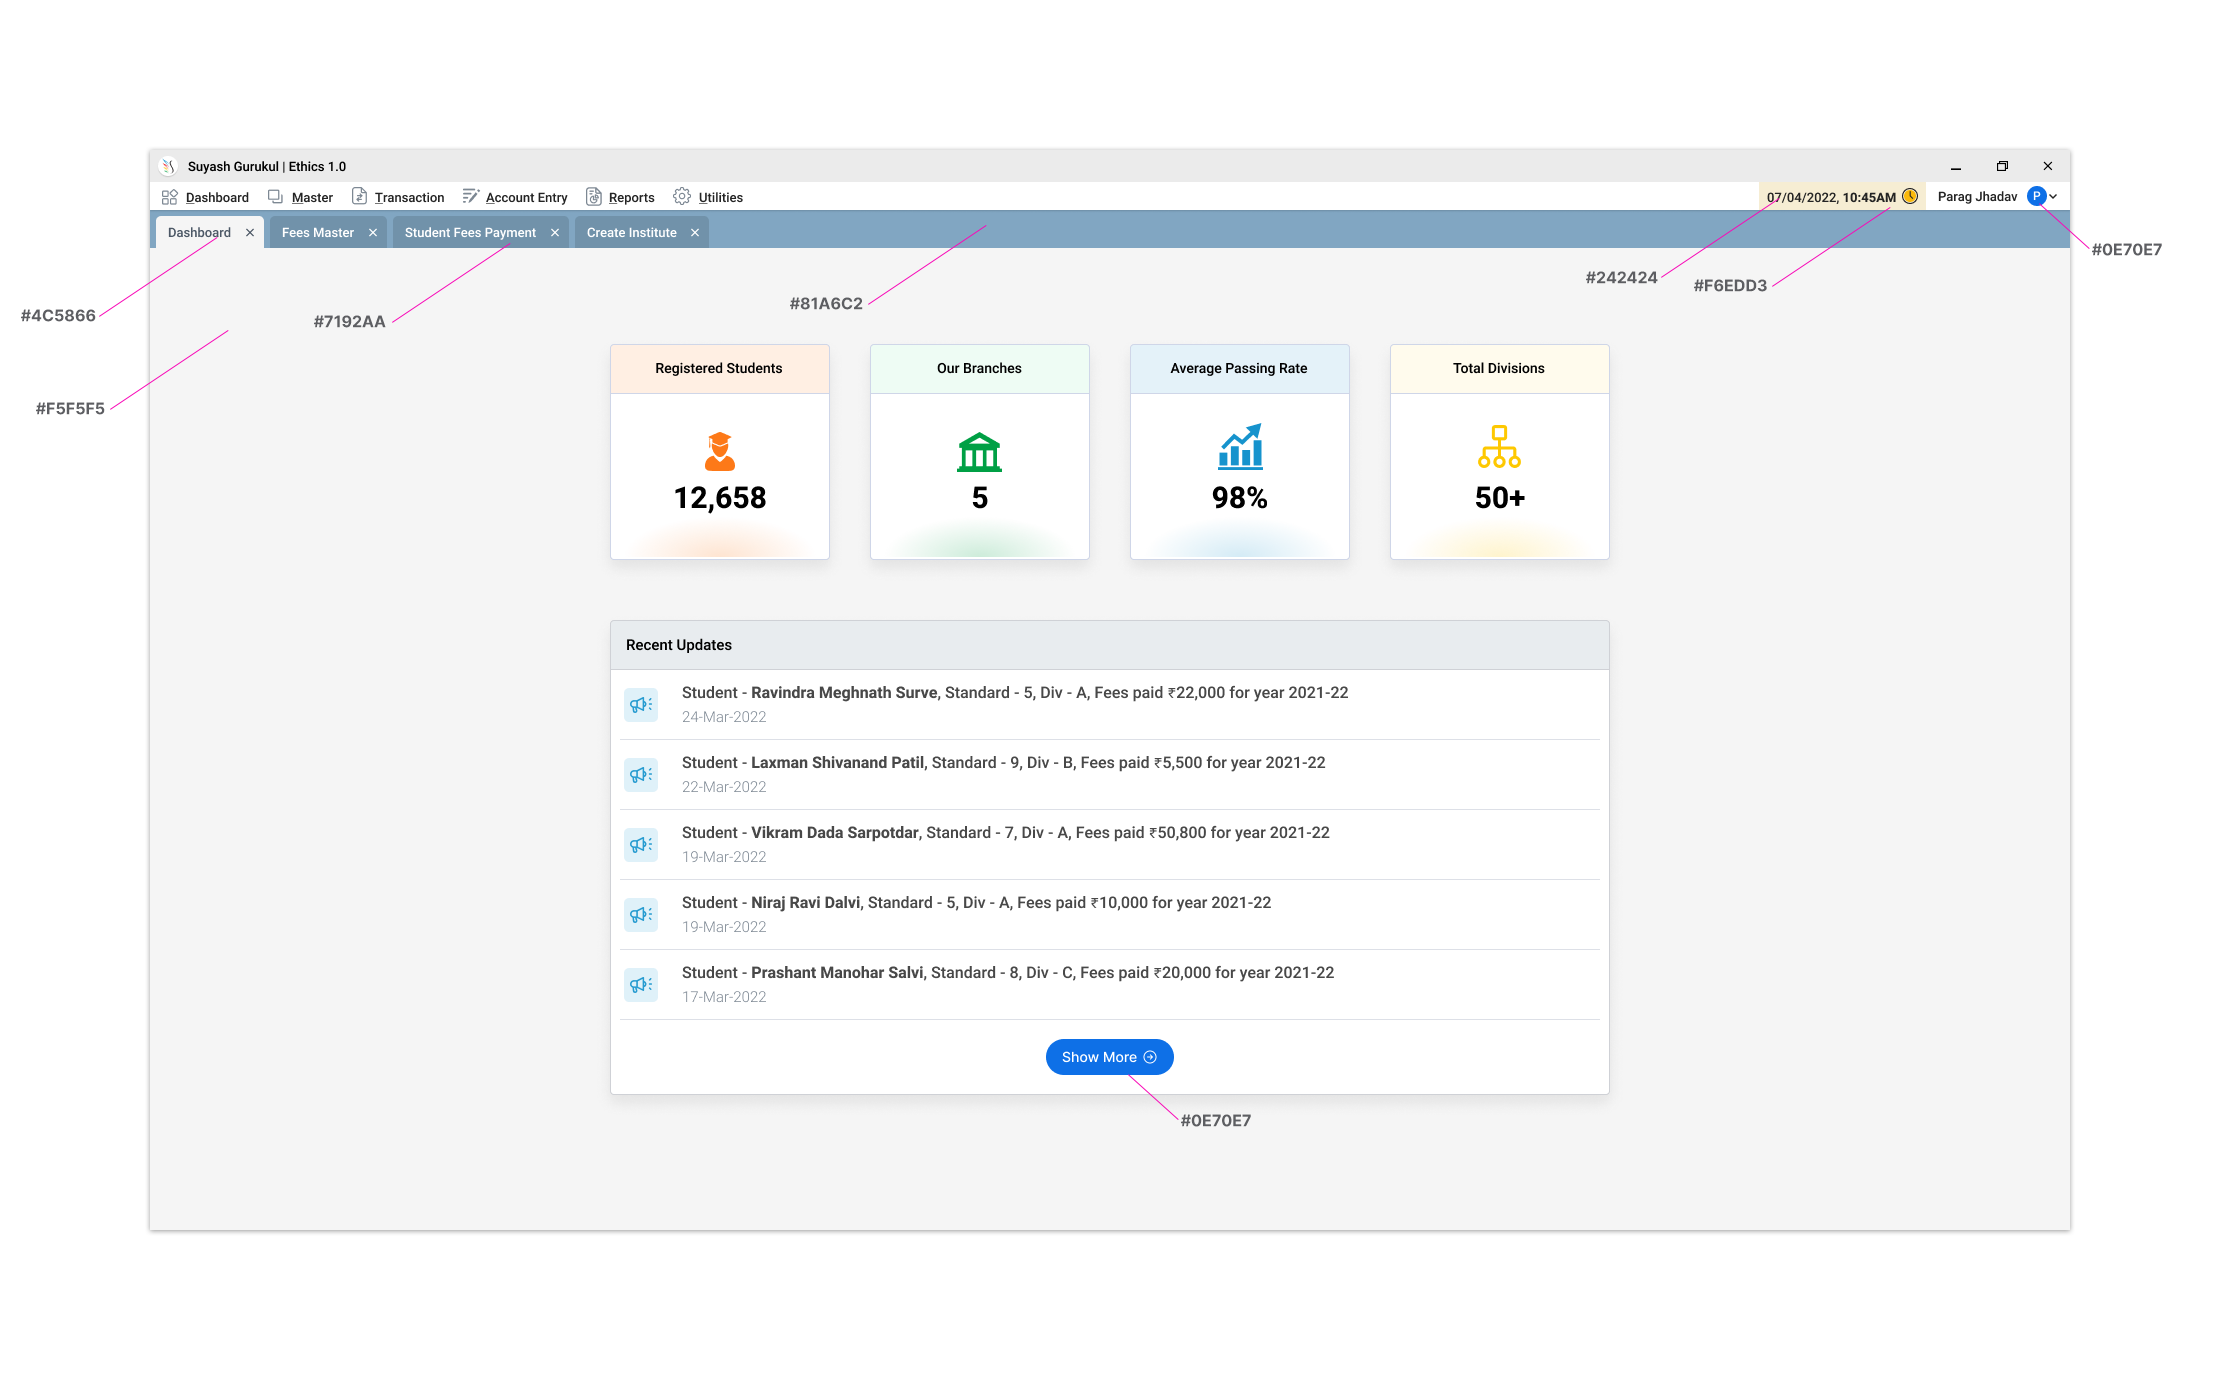 Suyash Gurukul | Ethics 1.0
Dashboard Master Transaction Account Entry Reports Utilities 07/04/2022, 10:45AM Parag Jhadav P
Dashboard Fees Master Student Fees Payment Create Institute
#0E70E7
#242424
#F6EDD3
#81A6C2
#4C5866
#7192AA
#F5F5F5
Registered Students Our Branches Average Passing Rate Total Divisions
12,658 5 98% 50+
Recent Updates
Student - Ravindra Meghnath Surve, Standard - 5, Div - A, Fees paid ₹22,000 for year 2021-22
24-Mar-2022
Student - Laxman Shivanand Patil, Standard - 9, Div - B, Fees paid ₹5,500 for year 2021-22
22-Mar-2022
Student - Vikram Dada Sarpotdar, Standard - 7, Div - A, Fees paid ₹50,800 for year 2021-22
19-Mar-2022
Student - Niraj Ravi Dalvi, Standard - 5, Div - A, Fees paid ₹10,000 for year 2021-22
19-Mar-2022
Student - Prashant Manohar Salvi, Standard - 8, Div - C, Fees paid ₹20,000 for year 2021-22
17-Mar-2022
Show More
#0E70E7